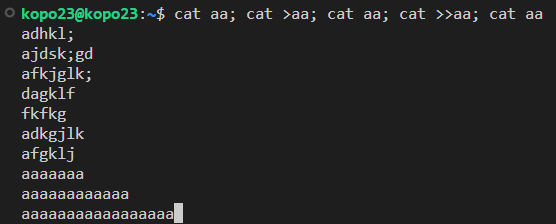 kopo23@kopo23:~$ cat aa; cat >aa; cat aa; cat >>aa; cat aa
adhkl;
ajdsk;gd
afkjglk;
dagklf
fkfkg
adkgjlk
afgklj
aaaaaaa
aaaaaaaaaaaa
aaaaaaaaaaaaaaaaa